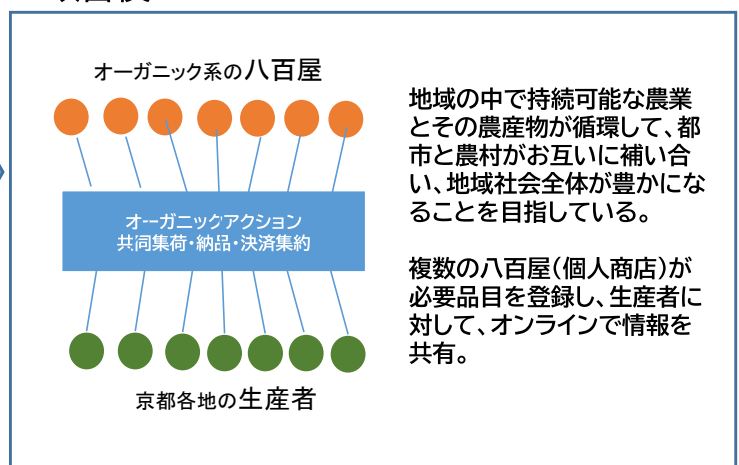 オーガニック系の八百屋
オーガニックアクション
共同集荷・納品・決済集約
京都各地の生産者
地域の中で持続可能な農業
とその農産物が循環して、都
市と農村がお互いに補い合
い、地域社会全体が豊かにな
ることを目指している。
複数の八百屋(個人商店)が
必要品目を登録し、生産者に
対して、オンラインで情報を
共有。